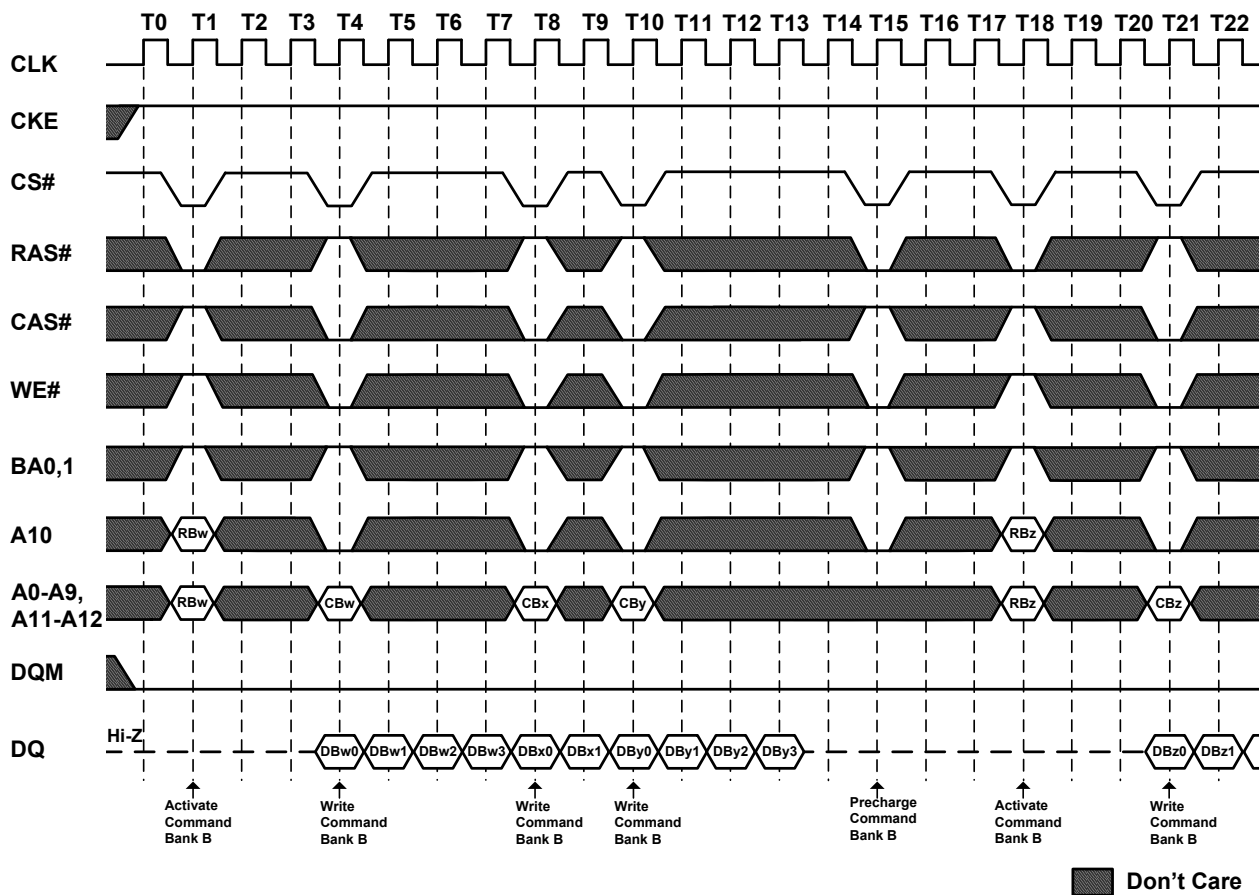 T0 T1 T2 T3 T4 T5 T6 T7 T8 T9 T10 T11 T12 T13 T14 T15 T16 T17 T18 T19 T20 T21 T22
CLK
CKE
CS#
RAS#
CAS#
WE#
BA0,1
A10
RBw RBz
A0-A9,
A11-A12
RBw CBw CBx CBy RBz CBz
DQM
DQ
Hi-Z
DBw0 DBw1 DBw2 DBw3 DBx0 DBx1 DBy0 DBy1 DBy2 DBy3 DBz0 DBz1
Activate
Command
Bank B
Write
Command
Bank B
Write
Command
Bank B
Write
Command
Bank B
Precharge
Command
Bank B
Activate
Command
Bank B
Write
Command
Bank B
Don't Care